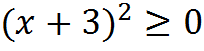 (𝑥 + 3)² ≥ 0